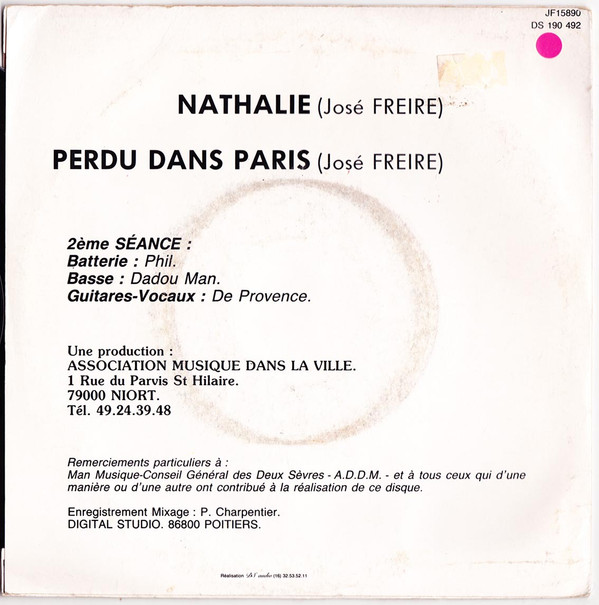 JF15890
DS 190 492
NATHALIE (José FREIRE)
PERDU DANS PARIS (José FREIRE)
2ème SÉANCE :
Batterie : Phil.
Basse : Dadou Man.
Guitares-Vocaux : De Provence.
Une production :
ASSOCIATION MUSIQUE DANS LA VILLE.
1 Rue du Parvis St Hilaire.
79000 NIORT.
Tél. 49.24.39.48
Remerciements particuliers à :
Man Musique-Conseil Général des Deux Sèvres - A.D.D.M. - et à tous ceux qui d'une
manière ou d'une autre ont contribué à la réalisation de ce disque.
Enregistrement Mixage : P. Charpentier.
DIGITAL STUDIO. 86800 POITIERS.
Réalisation audio (16) 32.53.52.11